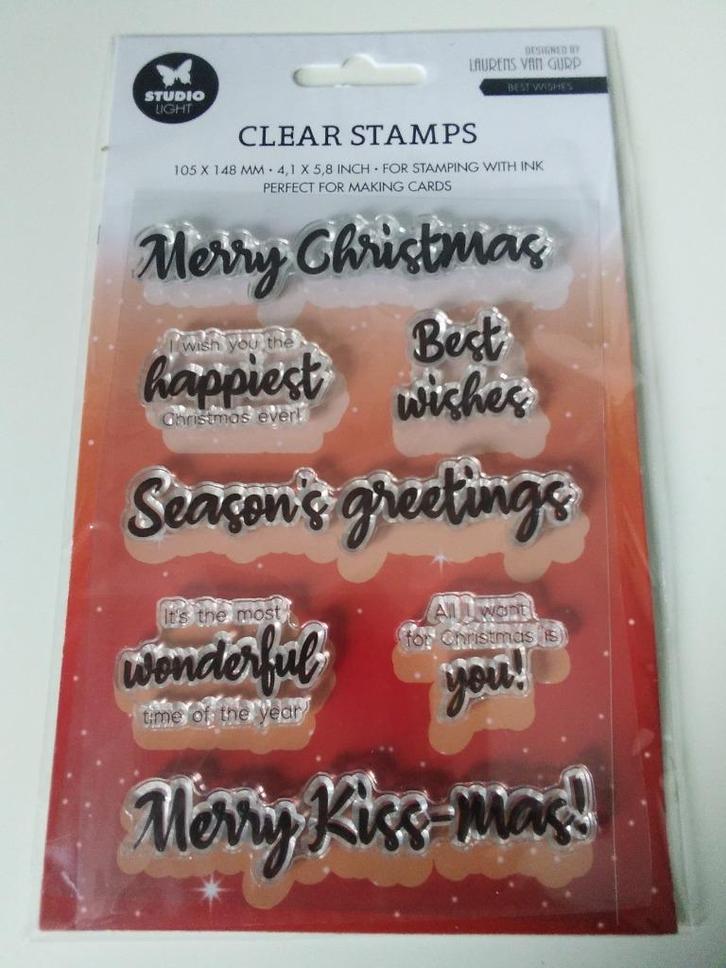 STUDIO
LIGHT
DESIGNED BY
LAURENS VAN GURP
BEST WISHES
CLEAR STAMPS
105 X 148 MM • 4,1 X 5,8 INCH • FOR STAMPING WITH INK
PERFECT FOR MAKING CARDS
Merry Christmas
I wish you the
happiest
Christmas ever!
Best
wishes
Season's greetings
It's the most
wonderful
time of the year
All I want
for Christmas is
you!
Merry Kiss-mas!